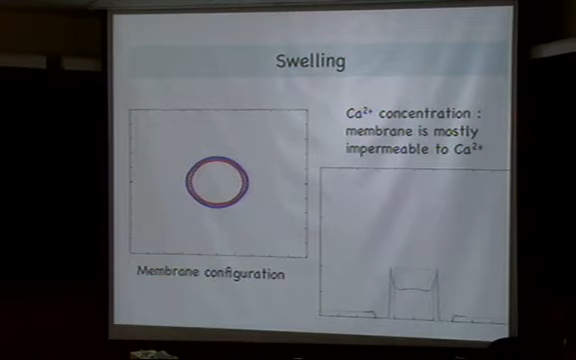 Swelling
Ca²⁺ concentration :
membrane is mostly
impermeable to Ca²⁺
Membrane configuration